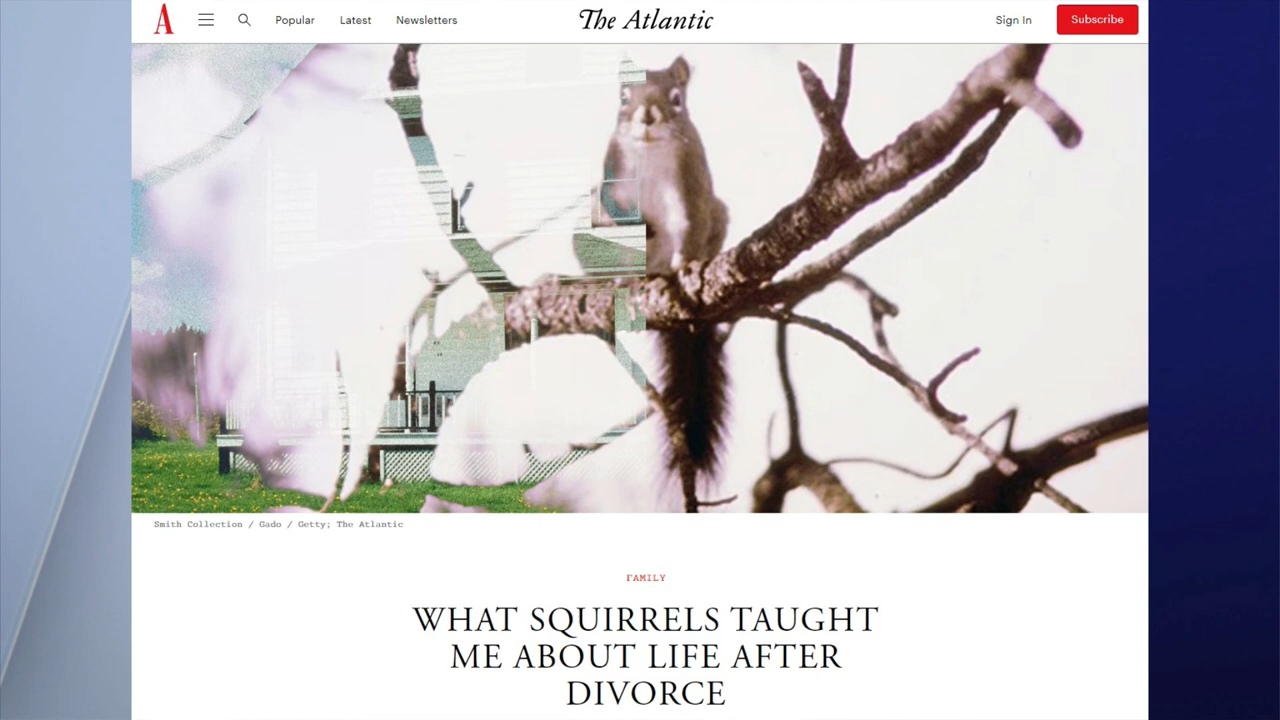 A
Popular
Latest
Newsletters
The Atlantic
Sign In
Subscribe
Smith Collection / Gado / Getty; The Atlantic
FAMILY
WHAT SQUIRRELS TAUGHT
ME ABOUT LIFE AFTER
DIVORCE